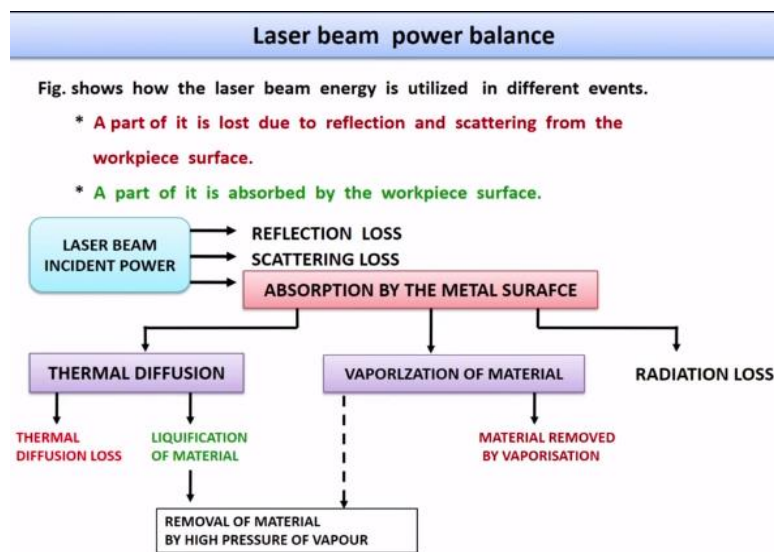 Laser beam power balance
Fig. shows how the laser beam energy is utilized in different events.
* A part of it is lost due to reflection and scattering from the
workpiece surface.
* A part of it is absorbed by the workpiece surface.
LASER BEAM
INCIDENT POWER
REFLECTION LOSS
SCATTERING LOSS
ABSORPTION BY THE METAL SURAFCE
THERMAL DIFFUSION
VAPORLZATION OF MATERIAL
RADIATION LOSS
THERMAL
DIFFUSION LOSS
LIQUIFICATION
OF MATERIAL
MATERIAL REMOVED
BY VAPORISATION
REMOVAL OF MATERIAL
BY HIGH PRESSURE OF VAPOUR